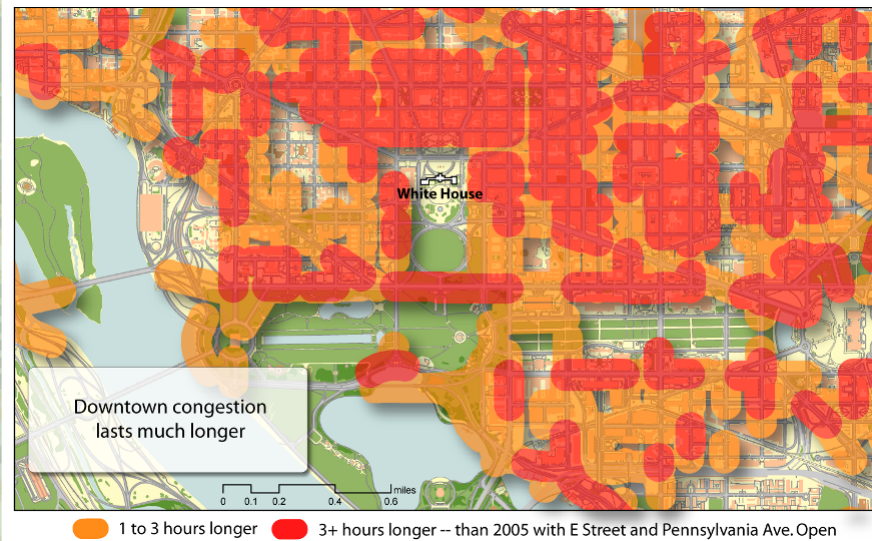 White House
Downtown congestion
lasts much longer
miles
0 0.1 0.2 0.4 0.6
1 to 3 hours longer
3+ hours longer -- than 2005 with E Street and Pennsylvania Ave. Open